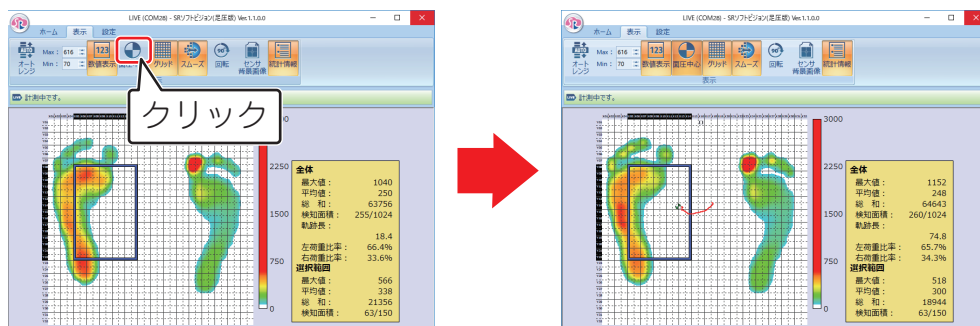 LIVE (COM28) - SRソフトビジョン(足圧版) Ver.1.1.0.0
ホーム 表示 設定
Max : 616
Min : 70
オート
レンジ
123
数値表示
グリッド
スムーズ
回転
センサ
背景画像
統計情報
計測中です。
クリック
2250
1500
750
0
全体
最大値： 1040
平均値： 250
総 和： 63756
検知面積： 255/1024
軌跡長：
18.4
左荷重比率： 66.4%
右荷重比率： 33.6%
選択範囲
最大値： 566
平均値： 338
総 和： 21356
検知面積： 63/150
LIVE (COM28) - SRソフトビジョン(足圧版) Ver.1.1.0.0
ホーム 表示 設定
Max : 616
Min : 70
オート
レンジ
123
数値表示
面圧中心
グリッド
スムーズ
回転
センサ
背景画像
統計情報
表示
計測中です。
3000
2250
1500
750
0
全体
最大値： 1152
平均値： 248
総 和： 64643
検知面積： 260/1024
軌跡長：
74.8
左荷重比率： 65.7%
右荷重比率： 34.3%
選択範囲
最大値： 518
平均値： 300
総 和： 18944
検知面積： 63/150